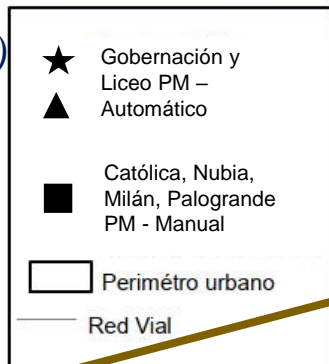 )
Gobernación y
Liceo PM –
Automático
Católica, Nubia,
Milán, Palogrande
PM - Manual
Perimétro urbano
Red Vial